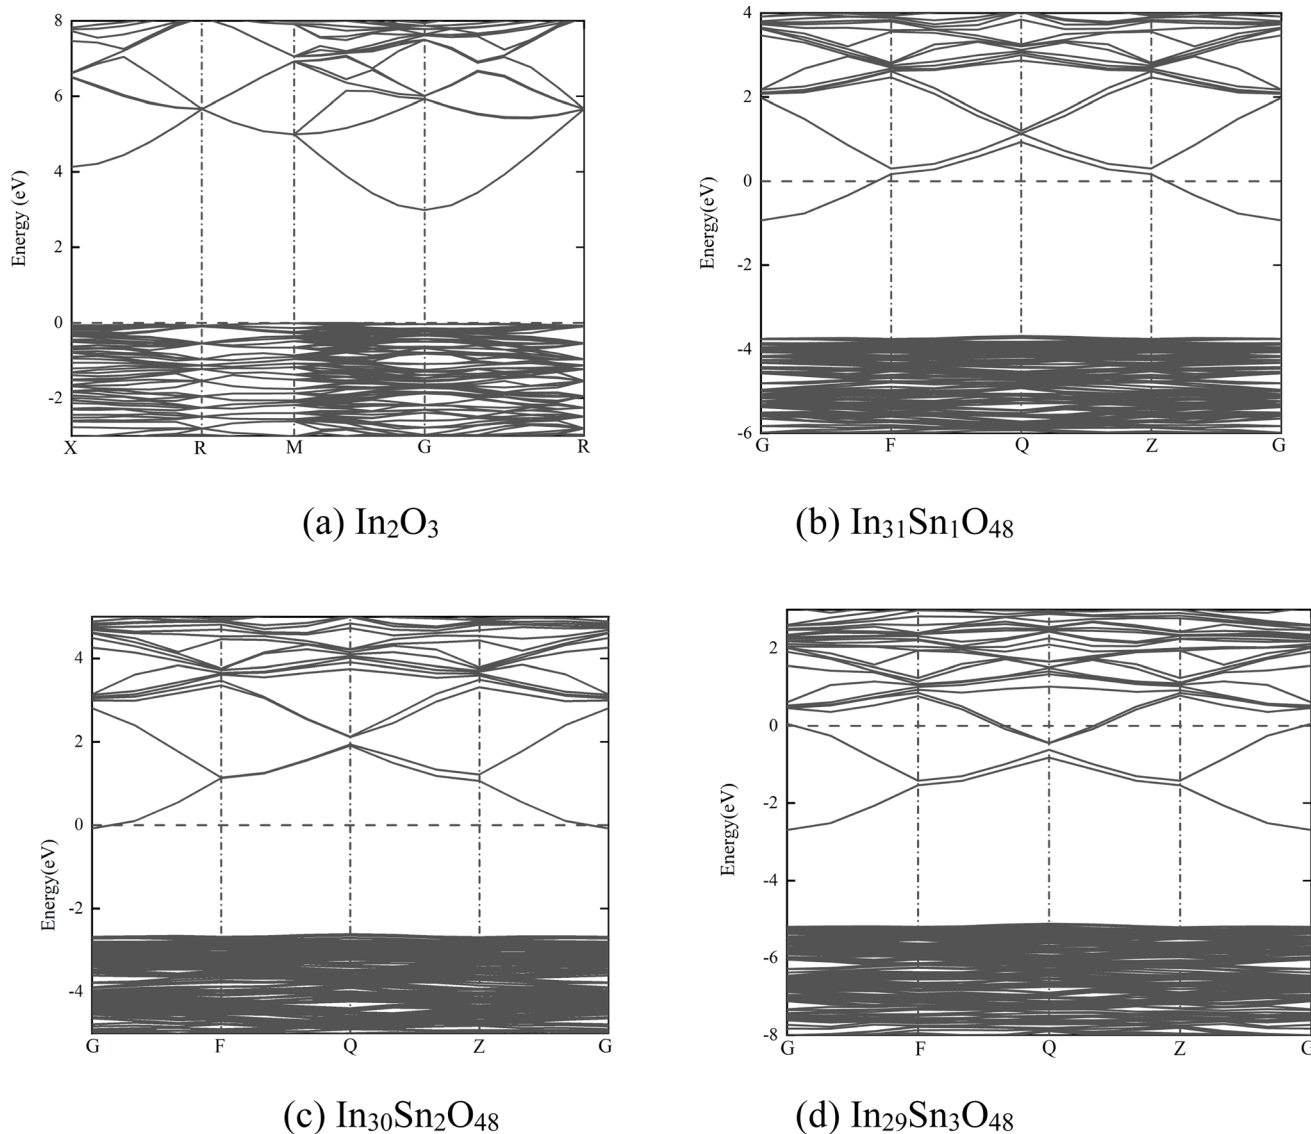 8
6
4
2
0
-2
Energy (eV)
X R M G R
(a) In₂O₃
4
2
0
-2
-4
-6
Energy(eV)
G F Q Z G
(b) In₃₁Sn₁O₄₈
4
2
0
-2
-4
Energy(eV)
G F Q Z G
(c) In₃₀Sn₂O₄₈
2
0
-2
-4
-6
-8
Energy(eV)
G F Q Z G
(d) In₂₉Sn₃O₄₈